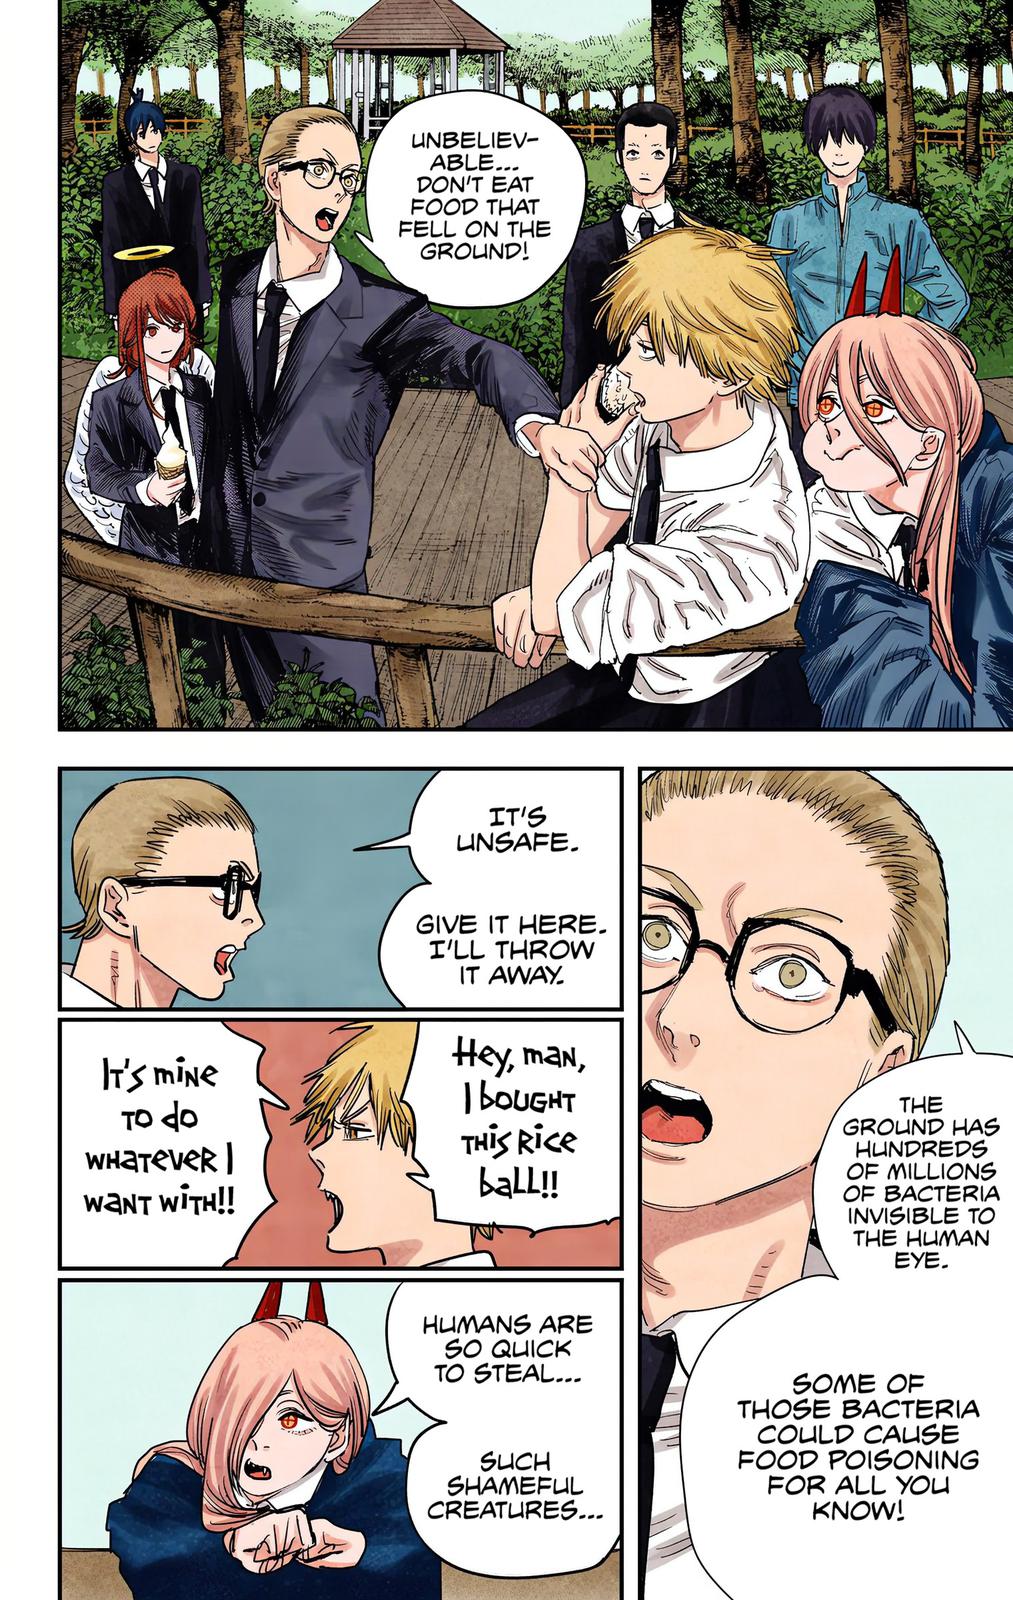 UNBELIEV-
ABLE...
DON'T EAT
FOOD THAT
FELL ON THE
GROUND!
THE
GROUND HAS
HUNDREDS
OF MILLIONS
OF BACTERIA
INVISIBLE TO
THE HUMAN
EYE.
SOME OF
THOSE BACTERIA
COULD CAUSE
FOOD POISONING
FOR ALL YOU
KNOW!
IT'S
UNSAFE.
GIVE IT HERE.
I'LL THROW
IT AWAY.
Hey, man,
I bought
this rice
ball!!
It's mine
to do
whatever I
want with!!
HUMANS ARE
SO QUICK
TO STEAL...
SUCH
SHAMEFUL
CREATURES...